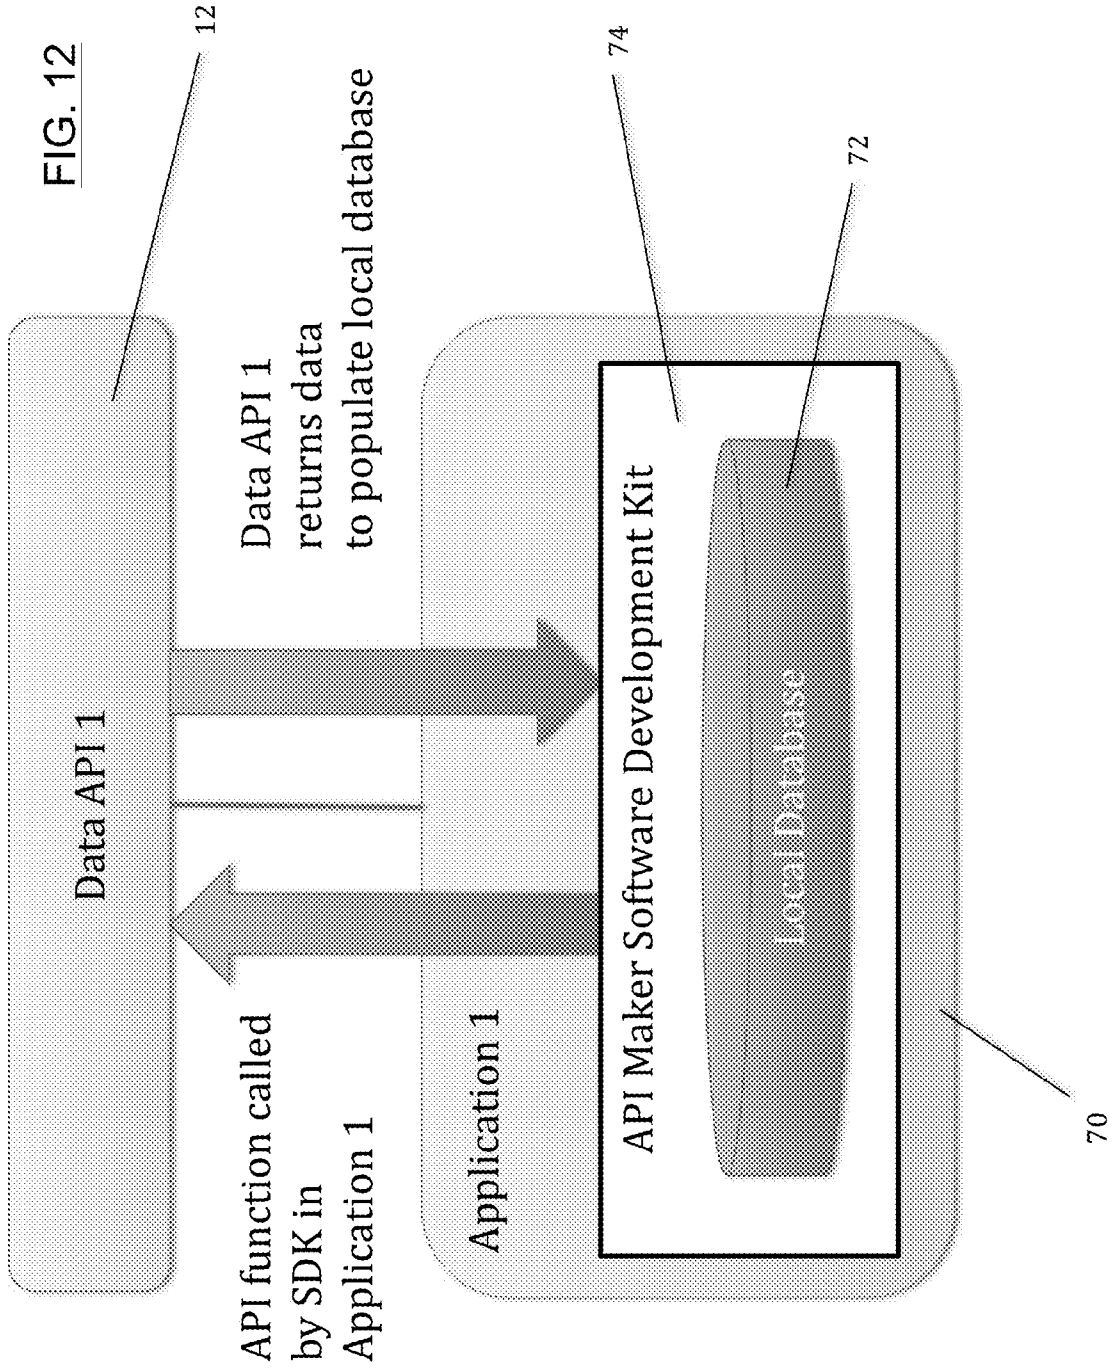 FIG. 12
12
Data API 1
API function called
by SDK in
Application 1
Data API 1
returns data
to populate local database
Application 1
74
API Maker Software Development Kit
Local Database
72
70